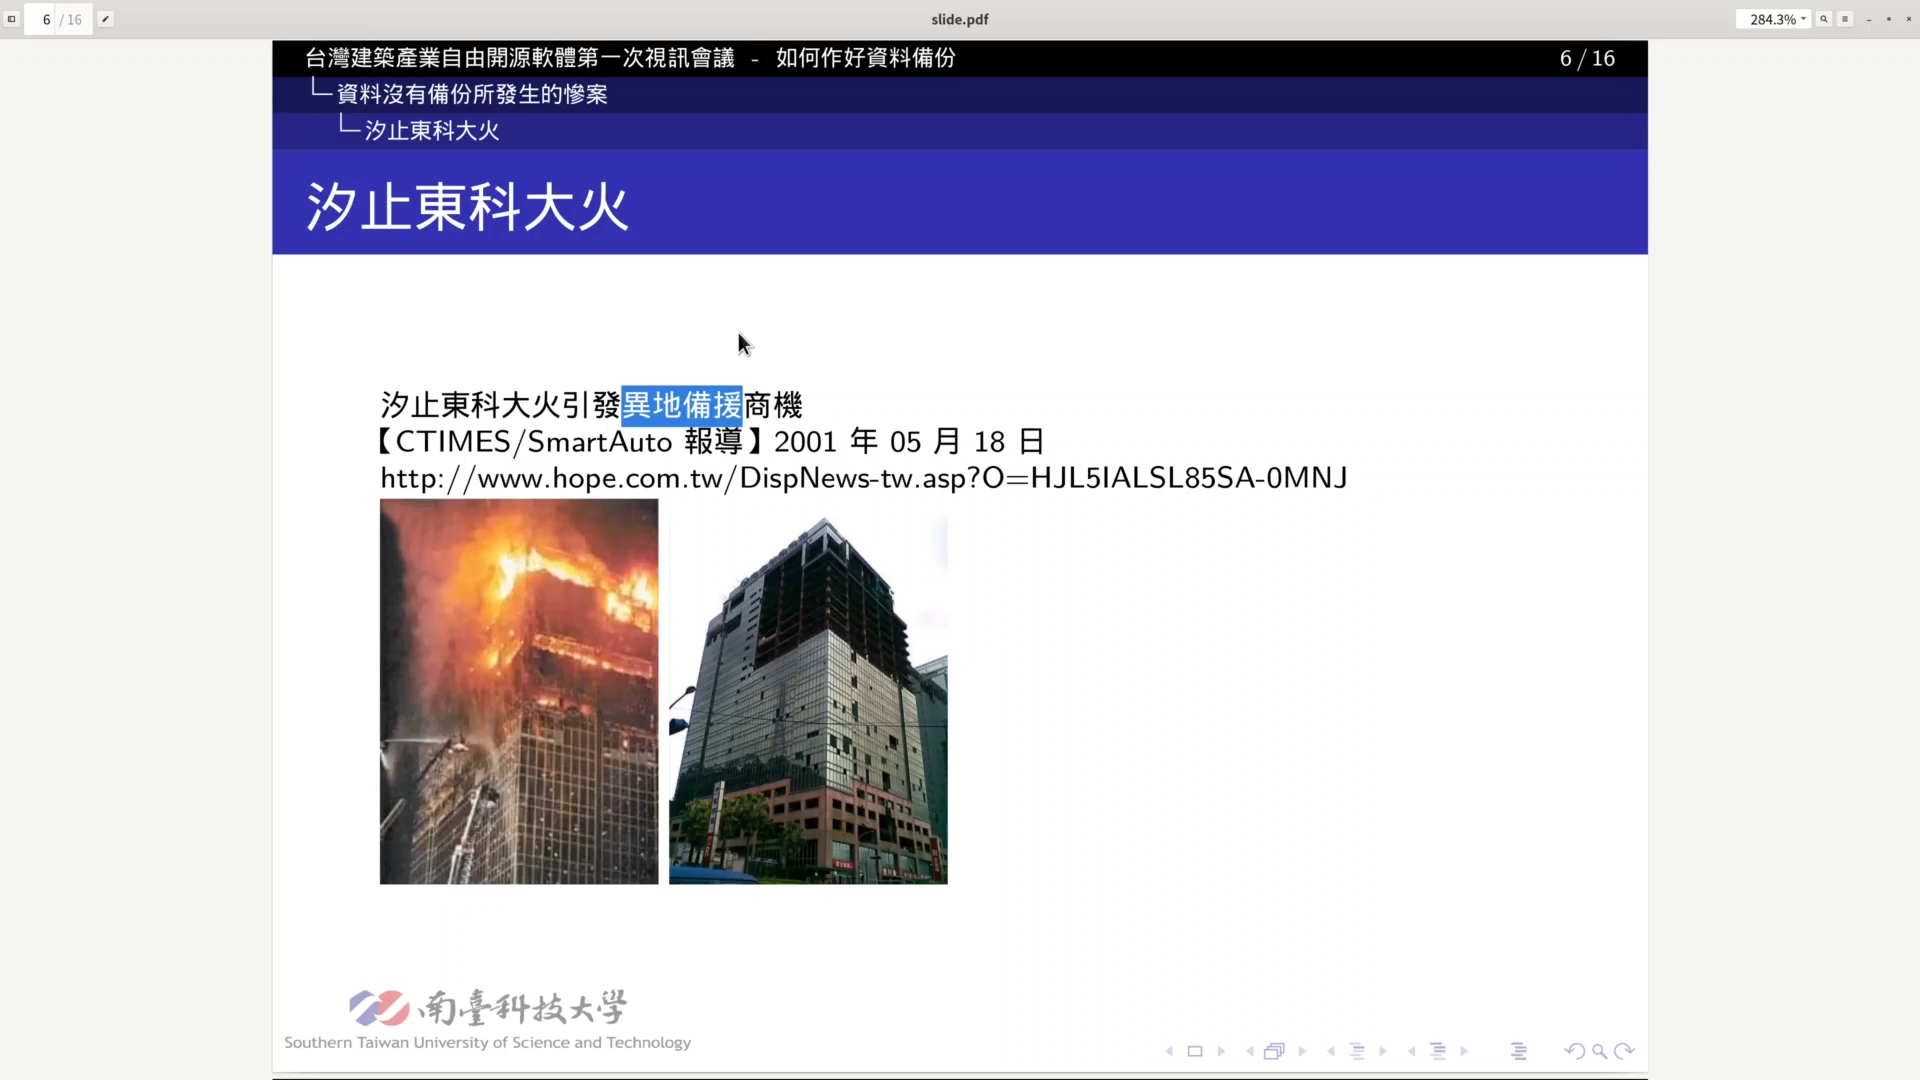 6 / 16
slide.pdf
284.3%
台灣建築產業自由開源軟體第一次視訊會議 - 如何作好資料備份
6 / 16
資料沒有備份所發生的慘案
汐止東科大火
汐止東科大火
汐止東科大火引發異地備援商機
【CTIMES/SmartAuto 報導】2001 年 05 月 18 日
http://www.hope.com.tw/DispNews-tw.asp?O=HJL5IALSL85SA-0MNJ
南臺科技大學
Southern Taiwan University of Science and Technology